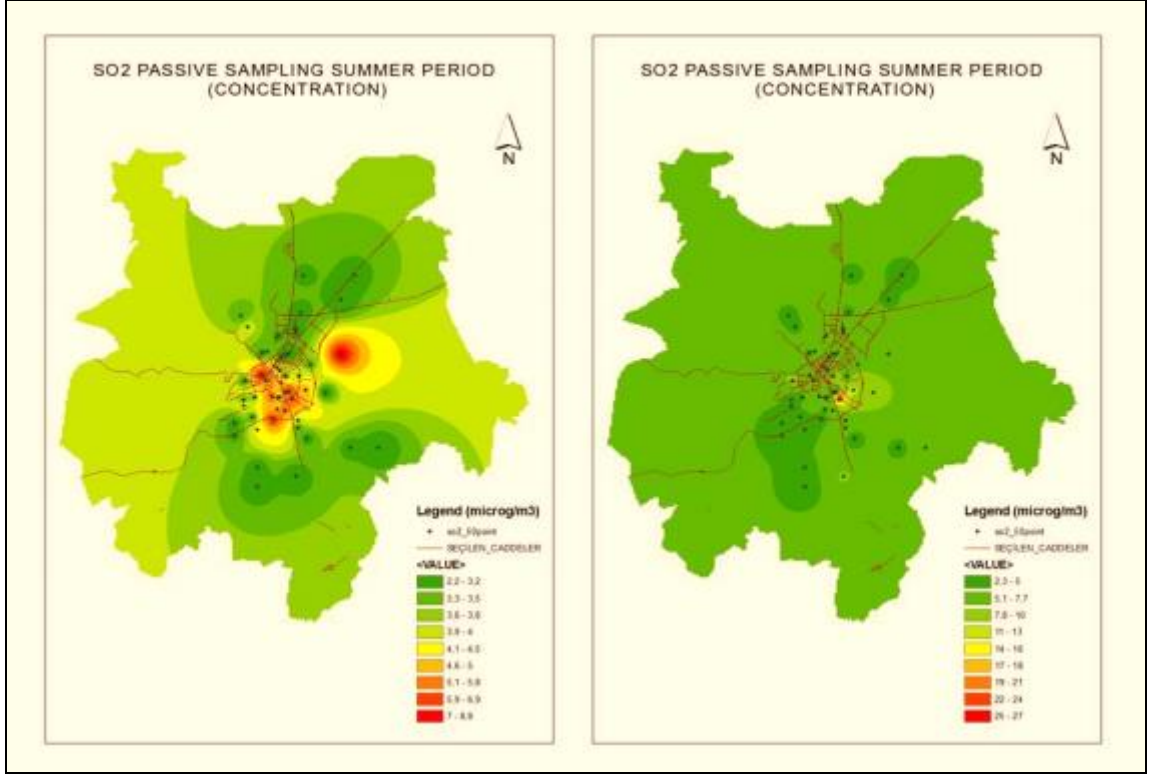 SO2 PASSIVE SAMPLING SUMMER PERIOD
(CONCENTRATION)
N
Legend (microg/m3)
so2_50point
SEÇİLEN_CADDELER
<VALUE>
2.2 - 3.2
3.3 - 3.5
3.6 - 3.8
3.9 - 4
4.1 - 4.5
4.6 - 5
5.1 - 5.8
5.9 - 6.9
7 - 8.9
SO2 PASSIVE SAMPLING SUMMER PERIOD
(CONCENTRATION)
N
Legend (microg/m3)
so2_50point
SEÇİLEN_CADDELER
<VALUE>
2.3 - 5
5.1 - 7.7
7.8 - 10
11 - 13
14 - 16
17 - 18
19 - 21
22 - 24
25 - 27